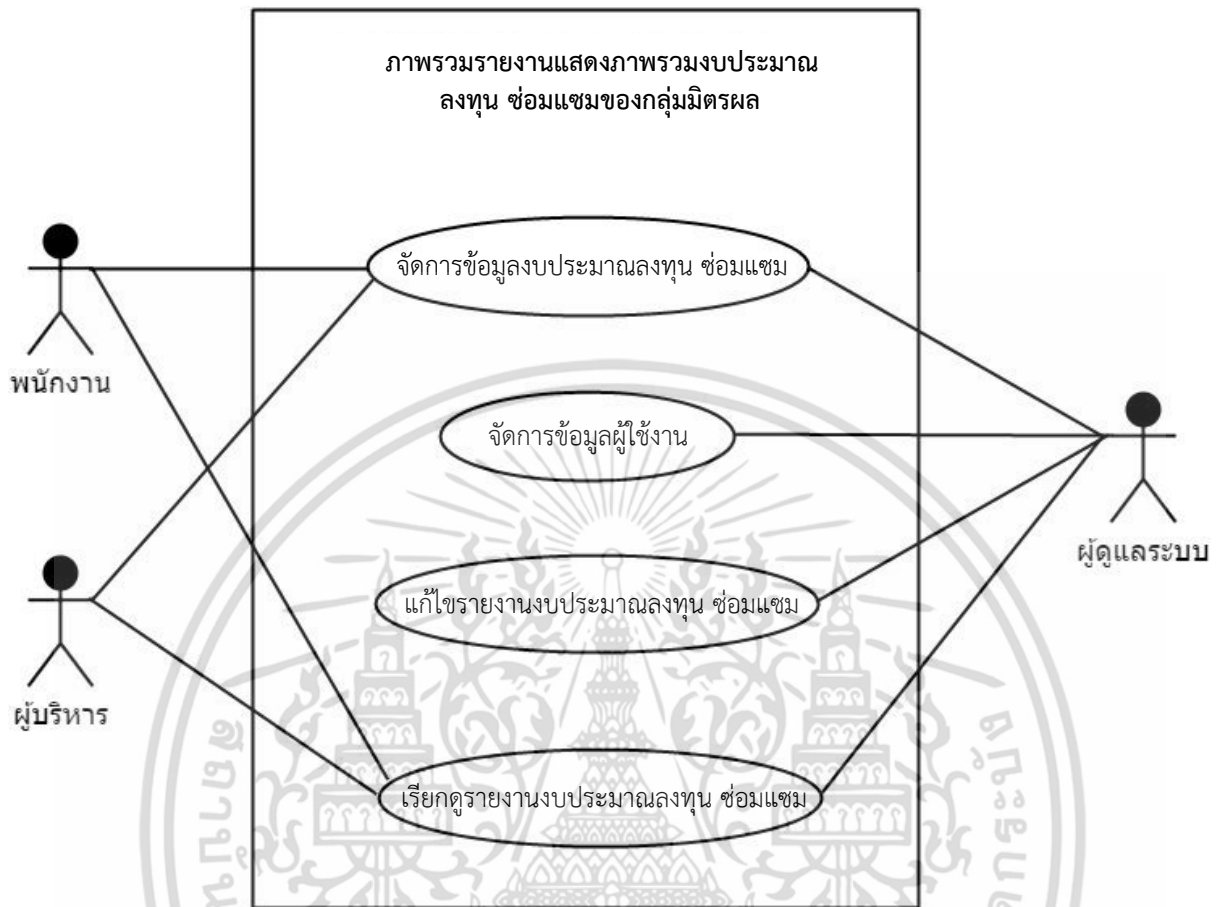 ภาพรวมรายงานแสดงภาพรวมงบประมาณ
ลงทุน ซ่อมแซมของกลุ่มมิตรผล
จัดการข้อมูลงบประมาณลงทุน ซ่อมแซม
พนักงาน
จัดการข้อมูลผู้ใช้งาน
ผู้ดูแลระบบ
แก้ไขรายงานงบประมาณลงทุน ซ่อมแซม
ผู้บริหาร
เรียกดูรายงานงบประมาณลงทุน ซ่อมแซม